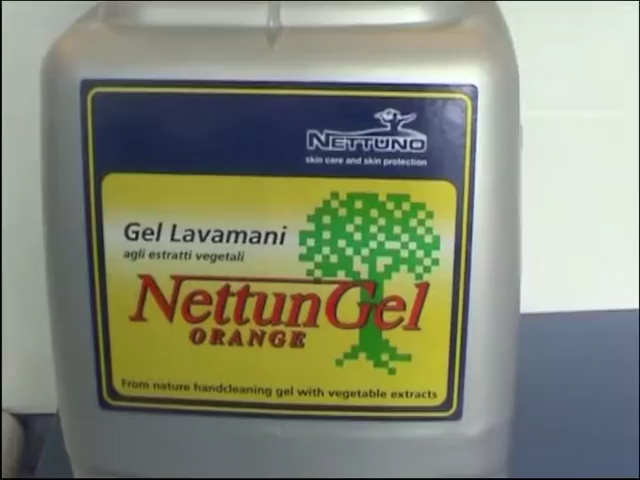 NETTUNO
skin care and skin protection
Gel Lavamani
agli estratti vegetali
NettunGel
ORANGE
From nature handcleaning gel with vegetable extracts